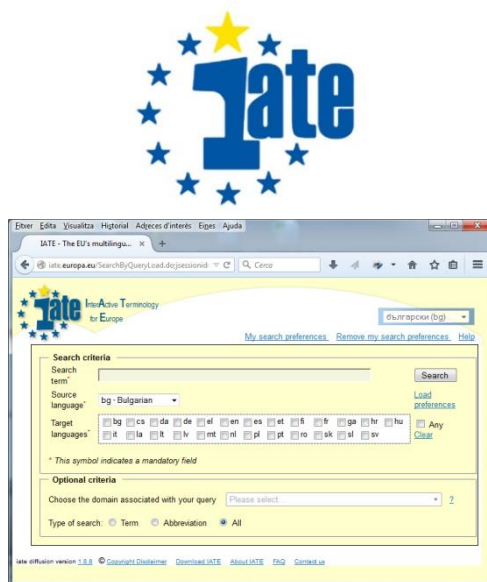 Iate
Fitxer Edita Visualitza Historial Adreces d'interès Eines Ajuda
IATE - The EU's multilingu... × +
iate.europa.eu/SearchByQueryLoad.do;jsessionid Cerca
Iate InterActive Terminology
for Europe
български (bg)
My search preferences Remove my search preferences Help
Search criteria
Search
term* Search
Source
language* bg - Bulgarian Load
preferences
Target
languages* bg cs da de el en es et fi fr ga hr hu Any
it la lt lv mt nl pl pt ro sk sl sv Clear
* This symbol indicates a mandatory field
Optional criteria
Choose the domain associated with your query Please select... ?
Type of search: Term Abbreviation All
iate diffusion version 1.8.8 © Copyright Disclaimer Download IATE About IATE FAQ Contact us